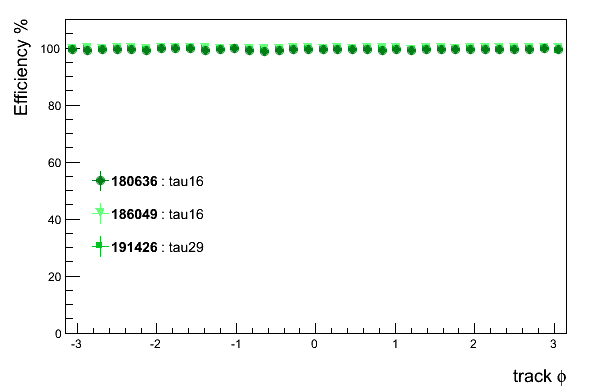 Efficiency %
100
80
60
40
20
0
180636 : tau16
186049 : tau16
191426 : tau29
-3 -2 -1 0 1 2 3
track ϕ